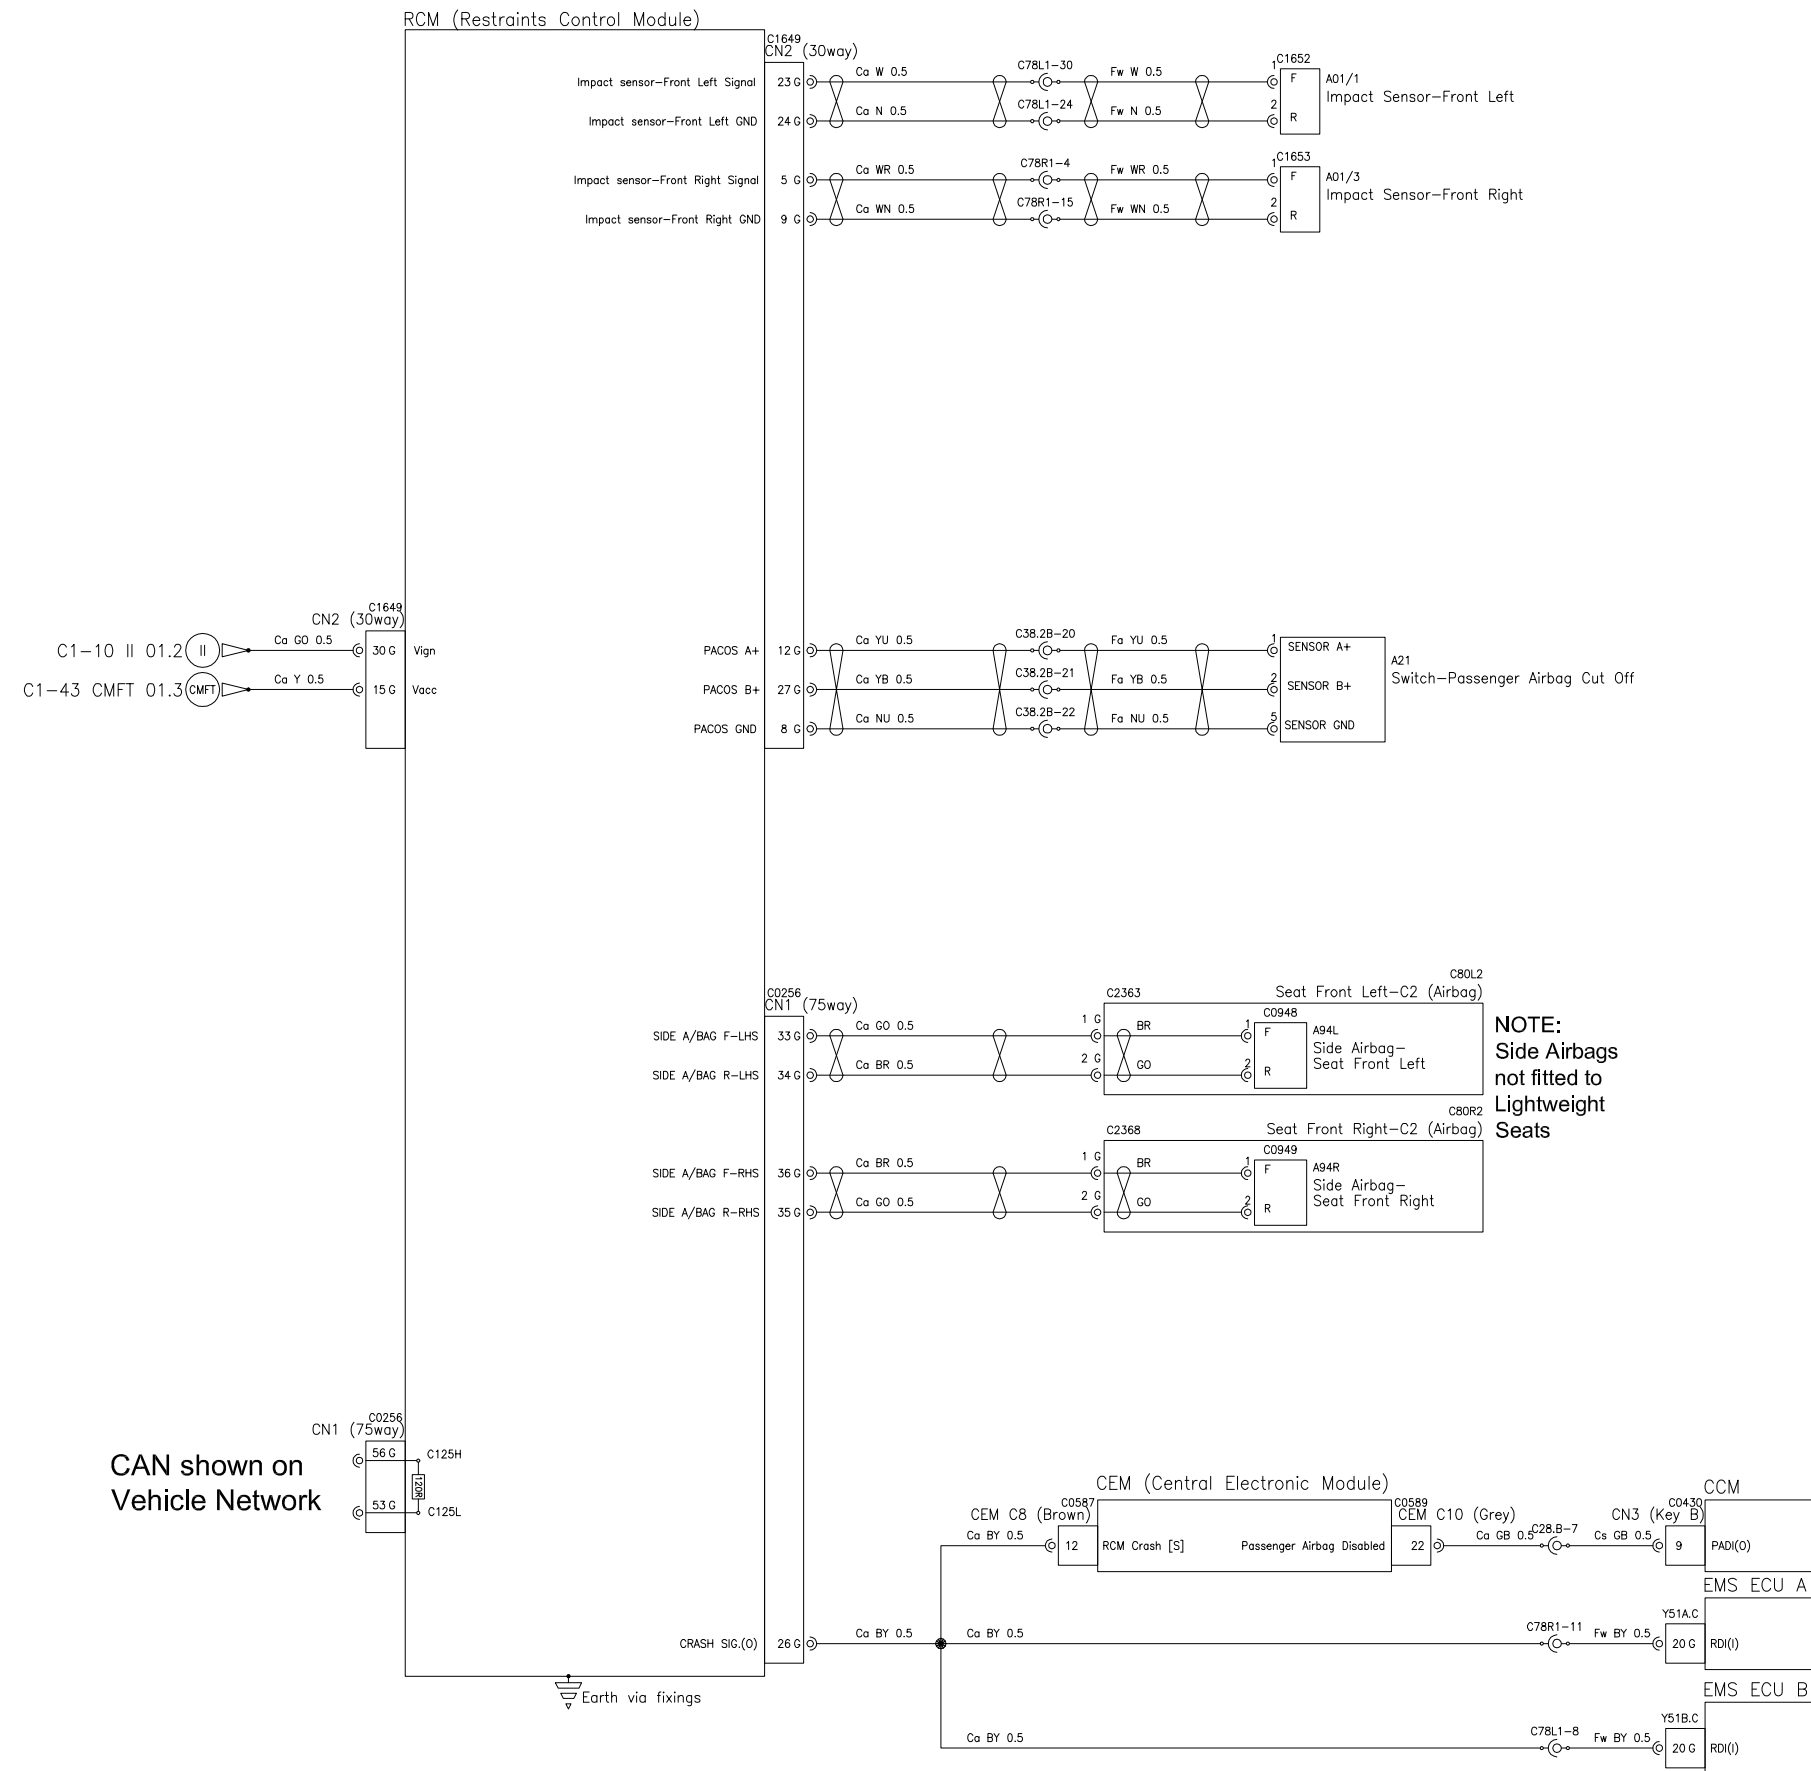 RCM (Restraints Control Module)
C1649
CN2 (30way)
Impact sensor-Front Left Signal
23 G
Ca W 0.5
C78L1-30
Fw W 0.5
C1652
1
F
A01/1
Impact Sensor-Front Left
Impact sensor-Front Left GND
24 G
Ca N 0.5
C78L1-24
Fw N 0.5
2
R
Impact sensor-Front Right Signal
5 G
Ca WR 0.5
C78R1-4
Fw WR 0.5
C1653
1
F
A01/3
Impact Sensor-Front Right
Impact sensor-Front Right GND
9 G
Ca WN 0.5
C78R1-15
Fw WN 0.5
2
R
C1649
CN2 (30way)
C1-10 II 01.2
II
Ca GO 0.5
30 G
Vign
C1-43 CMFT 01.3
CMFT
Ca Y 0.5
15 G
Vacc
PACOS A+
12 G
Ca YU 0.5
C38.2B-20
Fa YU 0.5
1
SENSOR A+
A21
Switch-Passenger Airbag Cut Off
PACOS B+
27 G
Ca YB 0.5
C38.2B-21
Fa YB 0.5
2
SENSOR B+
PACOS GND
8 G
Ca NU 0.5
C38.2B-22
Fa NU 0.5
5
SENSOR GND
C0256
CN1 (75way)
C80L2
C2363
Seat Front Left-C2 (Airbag)
SIDE A/BAG F-LHS
33 G
Ca GO 0.5
1 G
BR
C0948
1
F
A94L
Side Airbag-
Seat Front Left
SIDE A/BAG R-LHS
34 G
Ca BR 0.5
2 G
GO
2
R
NOTE:
Side Airbags
not fitted to
Lightweight
Seats
C80R2
C2368
Seat Front Right-C2 (Airbag)
SIDE A/BAG F-RHS
36 G
Ca BR 0.5
1 G
BR
C0949
1
F
A94R
Side Airbag-
Seat Front Right
SIDE A/BAG R-RHS
35 G
Ca GO 0.5
2 G
GO
2
R
C0256
CN1 (75way)
CAN shown on
Vehicle Network
56 G
C125H
120R
53 G
C125L
CEM (Central Electronic Module)
C0587
CEM C8 (Brown)
Ca BY 0.5
12
RCM Crash [S]
Passenger Airbag Disabled
22
C0589
CEM C10 (Grey)
Ca GB 0.5
C28.B-7
Cs GB 0.5
C0430
CN3 (Key B)
9
CCM
PADI(O)
EMS ECU A
CRASH SIG.(O)
26 G
Ca BY 0.5
Ca BY 0.5
C78R1-11
Fw BY 0.5
Y51A.C
20 G
RDI(I)
Earth via fixings
EMS ECU B
Ca BY 0.5
C78L1-8
Fw BY 0.5
Y51B.C
20 G
RDI(I)